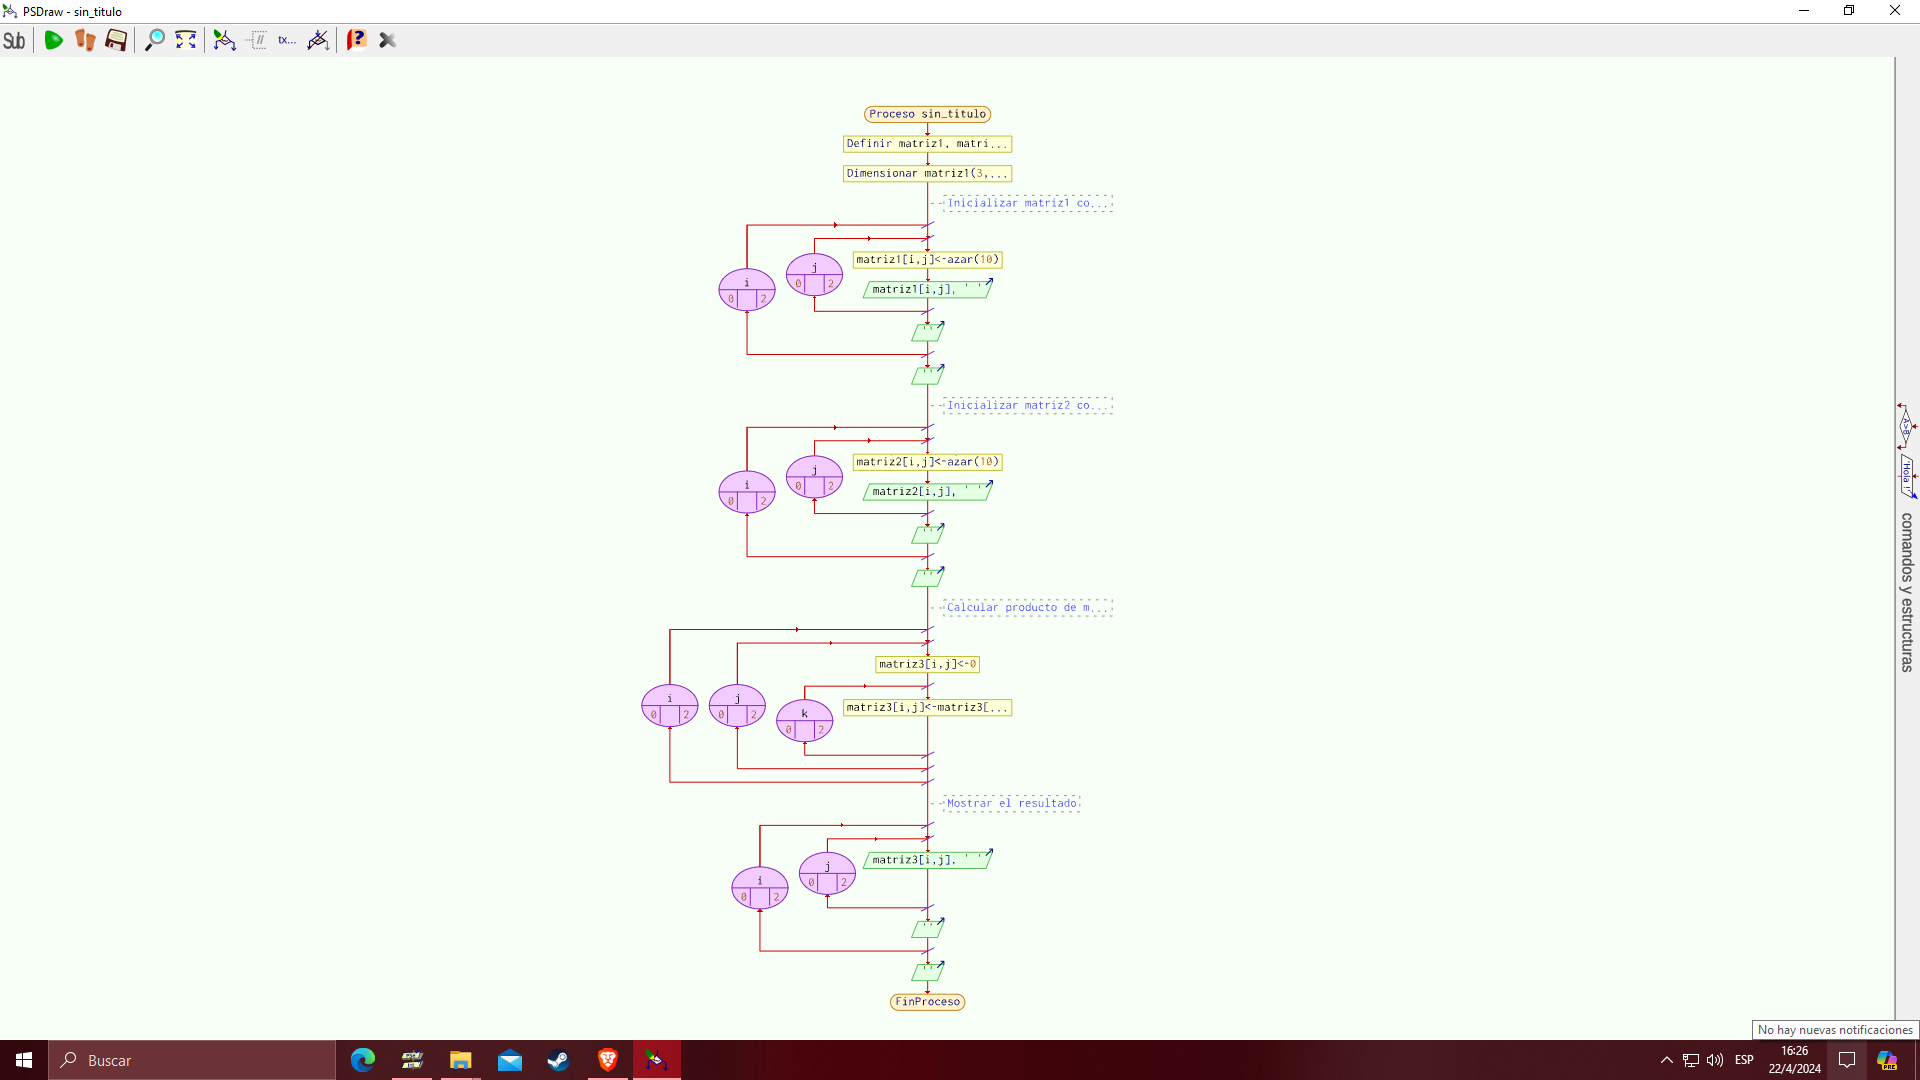 PSDraw - sin_titulo
Sub
//
tx...
?
Proceso sin_titulo
Definir matriz1, matri...
Dimensionar matriz1(3,...
Inicializar matriz1 co...
matriz1[i,j]<-azar(10)
j
0 2
i
0 2
matriz1[i,j], ' '
''
''
Inicializar matriz2 co...
matriz2[i,j]<-azar(10)
j
0 2
i
0 2
matriz2[i,j], ' '
''
''
Calcular producto de m...
matriz3[i,j]<-0
i
0 2
j
0 2
k
0 2
matriz3[i,j]<-matriz3[...
Mostrar el resultado
matriz3[i,j], ' '
j
0 2
i
0 2
''
''
FinProceso
A>B
'Hola !'
comandos y estructuras
No hay nuevas notificaciones
Buscar
ESP
16:26
22/4/2024
PRE